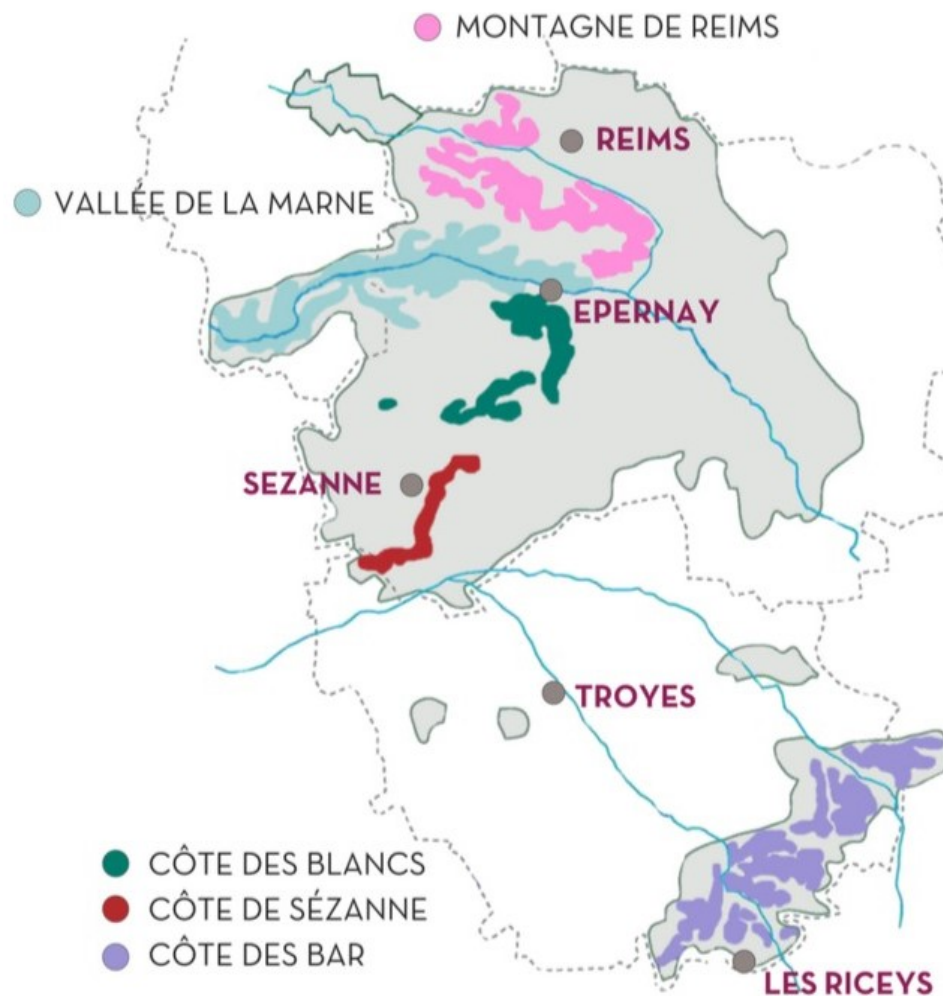 MONTAGNE DE REIMS
REIMS
VALLÉE DE LA MARNE
EPERNAY
SEZANNE
TROYES
CÔTE DES BLANCS
CÔTE DE SÉZANNE
CÔTE DES BAR
LES RICEYS